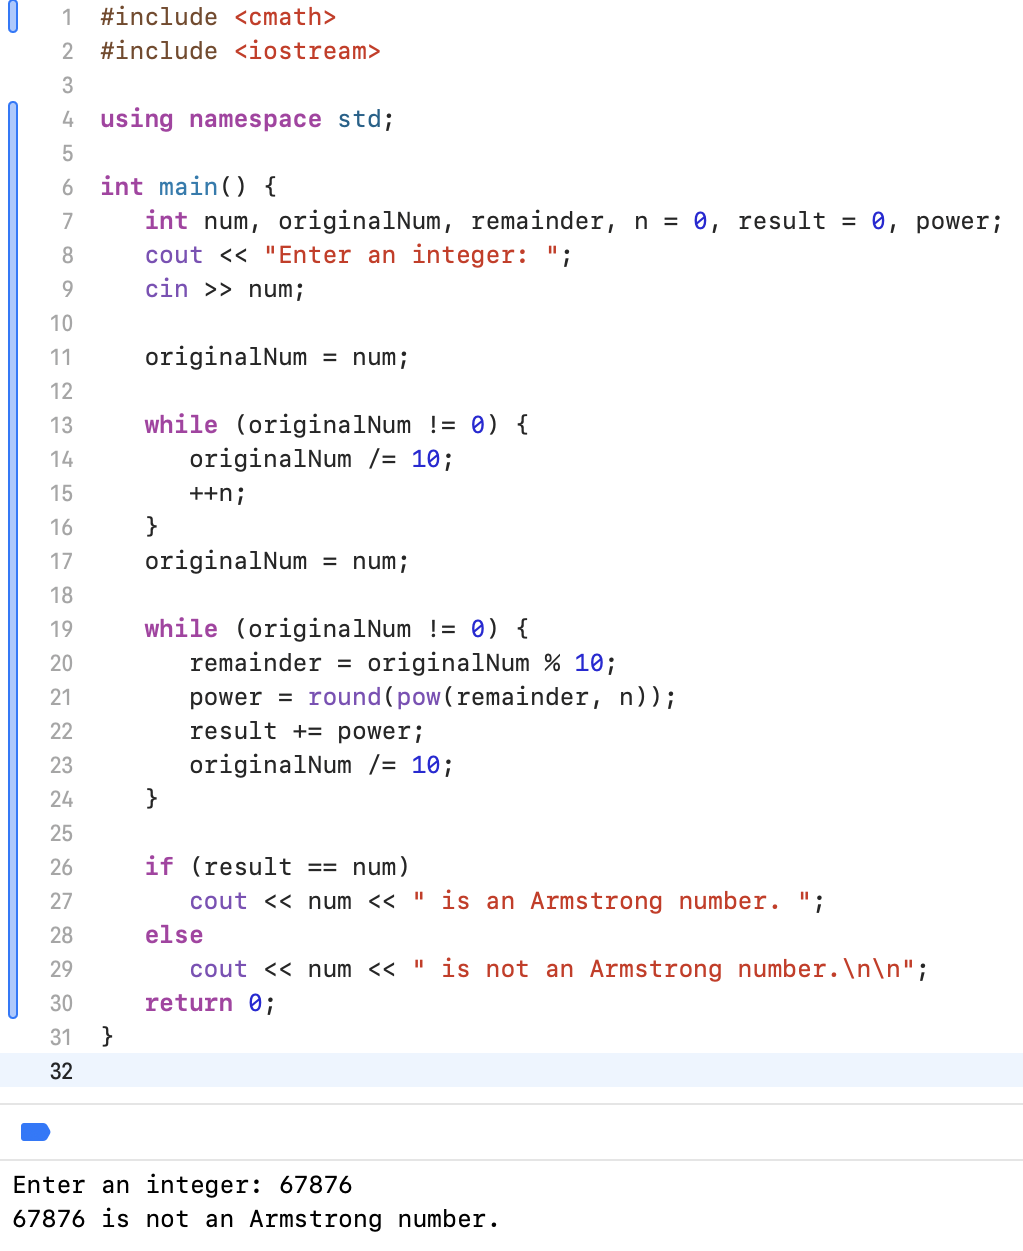 1 #include <cmath>
2 #include <iostream>
3
4 using namespace std;
5
6 int main() {
7    int num, originalNum, remainder, n = 0, result = 0, power;
8    cout << "Enter an integer: ";
9    cin >> num;
10
11    originalNum = num;
12
13    while (originalNum != 0) {
14       originalNum /= 10;
15       ++n;
16    }
17    originalNum = num;
18
19    while (originalNum != 0) {
20       remainder = originalNum % 10;
21       power = round(pow(remainder, n));
22       result += power;
23       originalNum /= 10;
24    }
25
26    if (result == num)
27       cout << num << " is an Armstrong number. ";
28    else
29       cout << num << " is not an Armstrong number.\n\n";
30    return 0;
31 }
32
Enter an integer: 67876
67876 is not an Armstrong number.